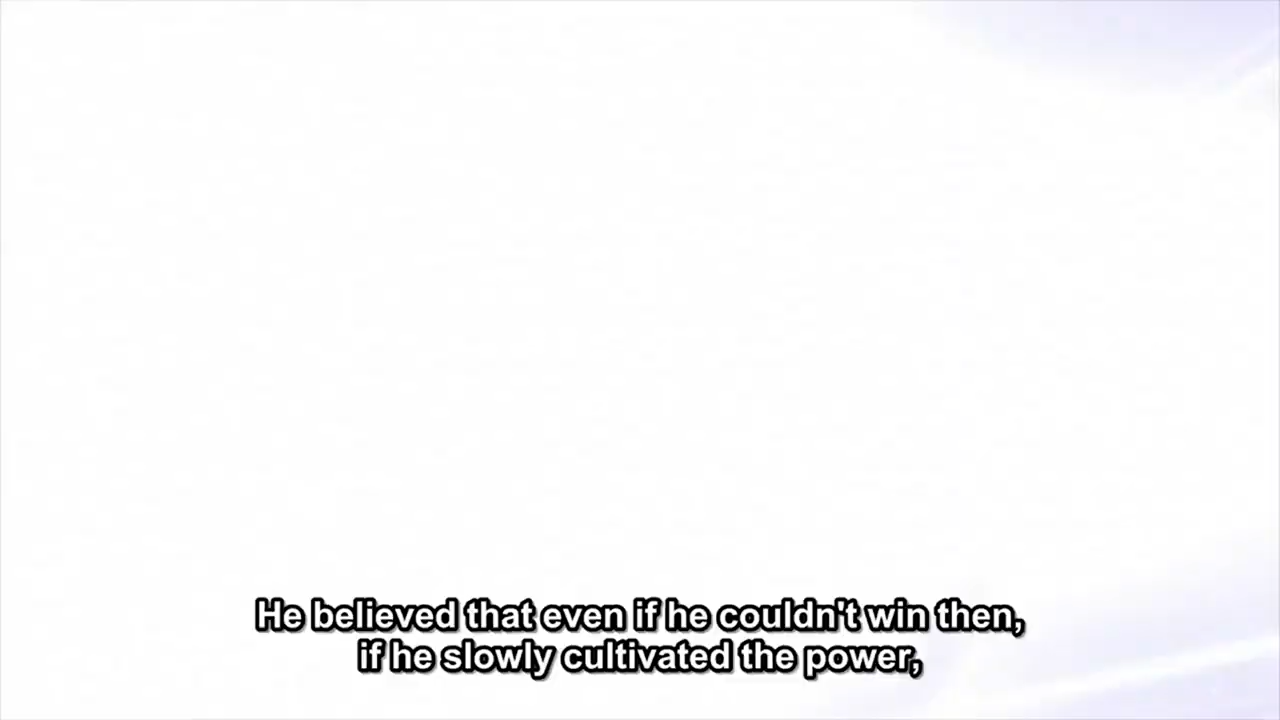 He believed that even if he couldn't win then,
if he slowly cultivated the power,